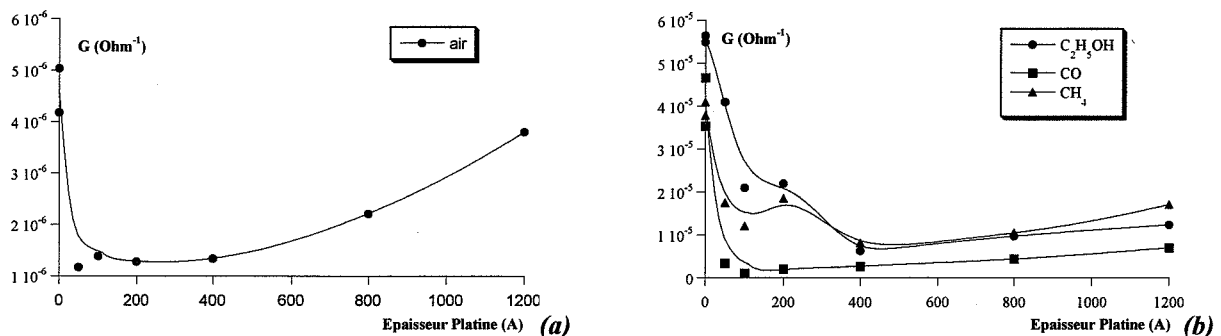 6 10⁻⁶
G (Ohm⁻¹)
air
5 10⁻⁶
4 10⁻⁶
3 10⁻⁶
2 10⁻⁶
1 10⁻⁶
0 200 400 600 800 1000 1200
Epaisseur Platine (A)
(a)
6 10⁻⁵
G (Ohm⁻¹)
C₂H₅OH
CO
CH₄
5 10⁻⁵
4 10⁻⁵
3 10⁻⁵
2 10⁻⁵
1 10⁻⁵
0
0 200 400 600 800 1000 1200
Epaisseur Platine (A)
(b)